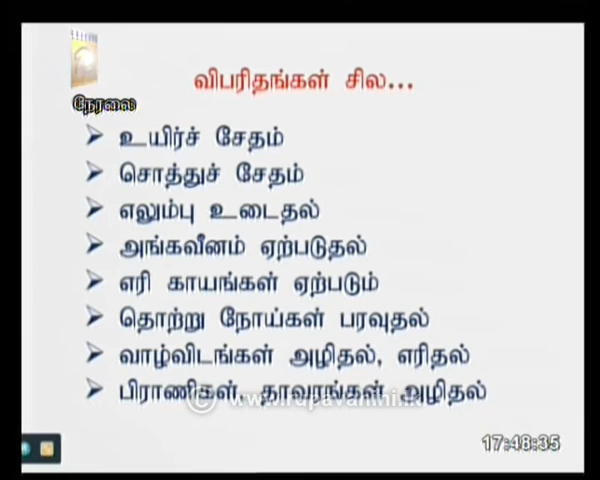 விபரிதங்கள் சில...
நேரலை
➤ உயிர்ச் சேதம்
➤ சொத்துச் சேதம்
➤ எலும்பு உடைதல்
➤ அங்கவீனம் ஏற்படுதல்
➤ எரி காயங்கள் ஏற்படும்
➤ தொற்று நோய்கள் பரவுதல்
➤ வாழ்விடங்கள் அழிதல், எரிதல்
➤ பிராணிகள், தாவரங்கள் அழிதல்
17:48:35